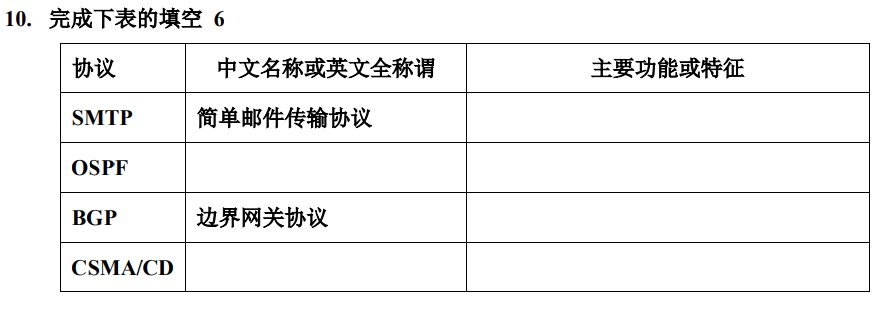 10. 完成下表的填空 6
协议 中文名称或英文全称谓 主要功能或特征
SMTP 简单邮件传输协议
OSPF
BGP 边界网关协议
CSMA/CD